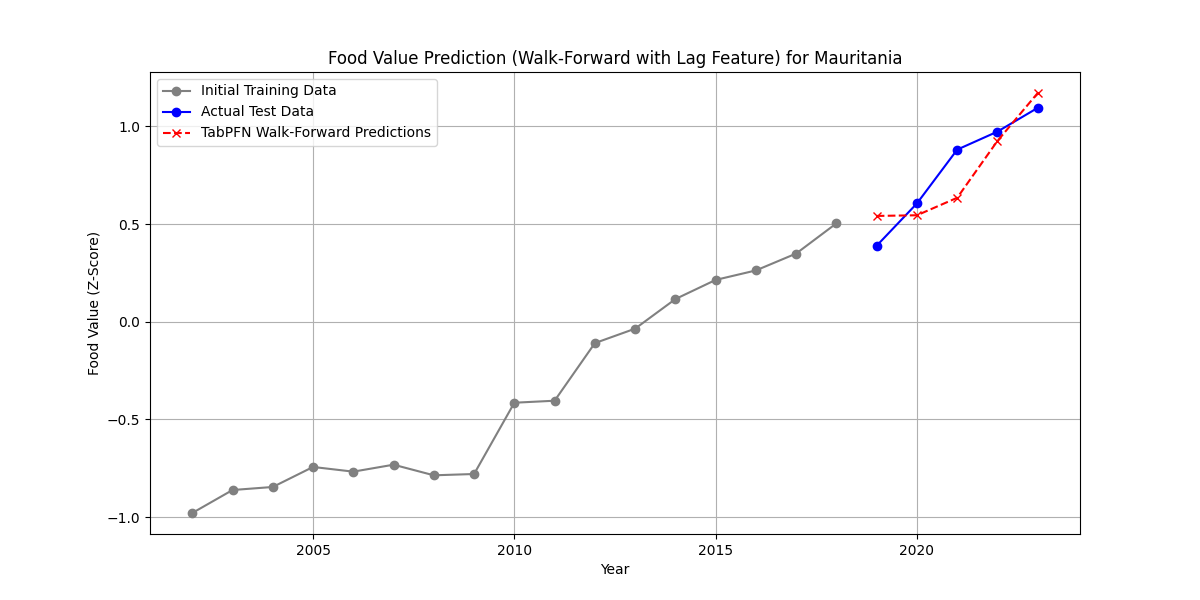 Food Value Prediction (Walk-Forward with Lag Feature) for Mauritania
Initial Training Data
Actual Test Data
TabPFN Walk-Forward Predictions
Food Value (Z-Score)
1.0
0.5
0.0
−0.5
−1.0
2005 2010 2015 2020
Year